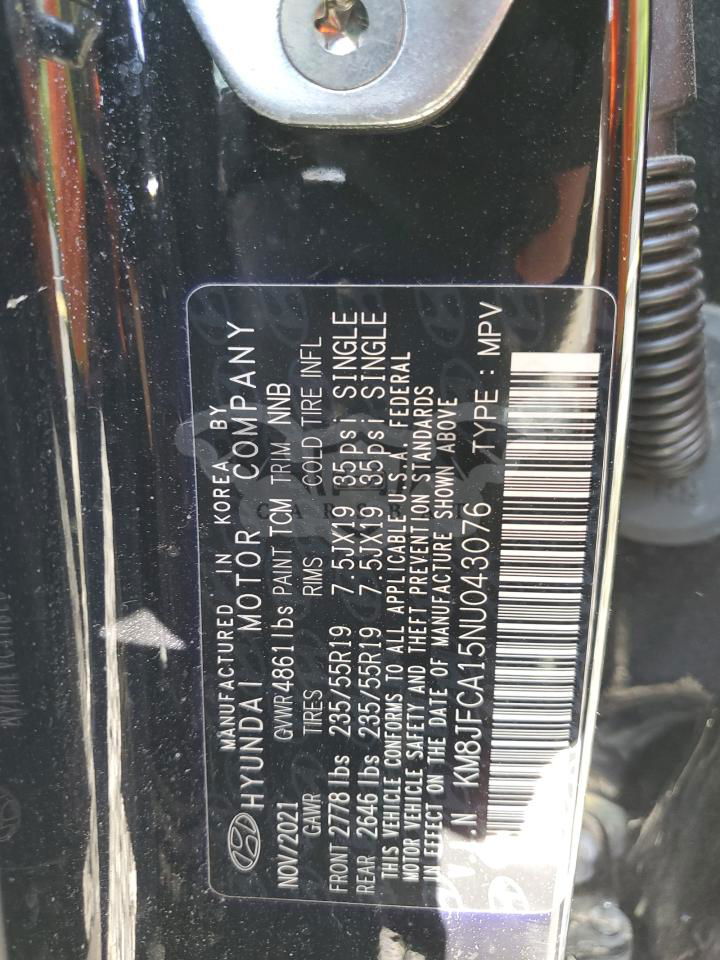 MANUFACTURED IN KOREA BY
HYUNDAI MOTOR COMPANY
NOV/2021 GVWR 4861 lbs PAINT TCM TRIM NNB
GAWR TIRES RIMS COLD TIRE INFL
FRONT 2778 lbs 235/55R19 7.5JX19 35psi SINGLE
REAR 2646 lbs 235/55R19 7.5JX19 35psi SINGLE
THIS VEHICLE CONFORMS TO ALL APPLICABLE U.S.A. FEDERAL
MOTOR VEHICLE SAFETY AND THEFT PREVENTION STANDARDS
IN EFFECT ON THE DATE OF MANUFACTURE SHOWN ABOVE
.N KM8JFCA15NU043076 TYPE : MPV